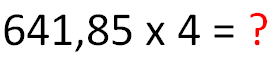 641,85 x 4 = ?